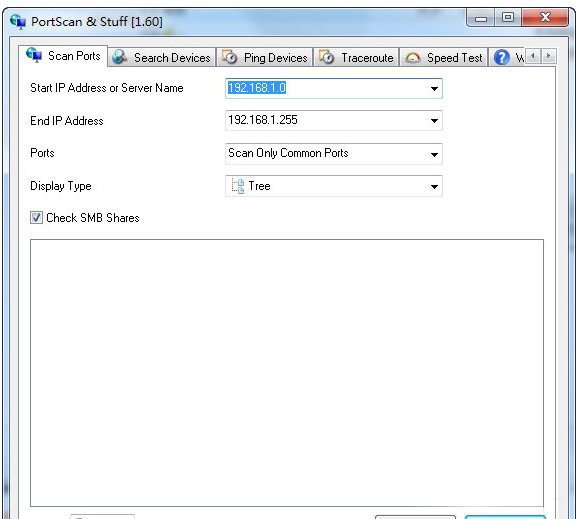 PortScan & Stuff [1.60]
Scan Ports Search Devices Ping Devices Traceroute Speed Test
Start IP Address or Server Name 192.168.1.0
End IP Address 192.168.1.255
Ports Scan Only Common Ports
Display Type Tree
Check SMB Shares